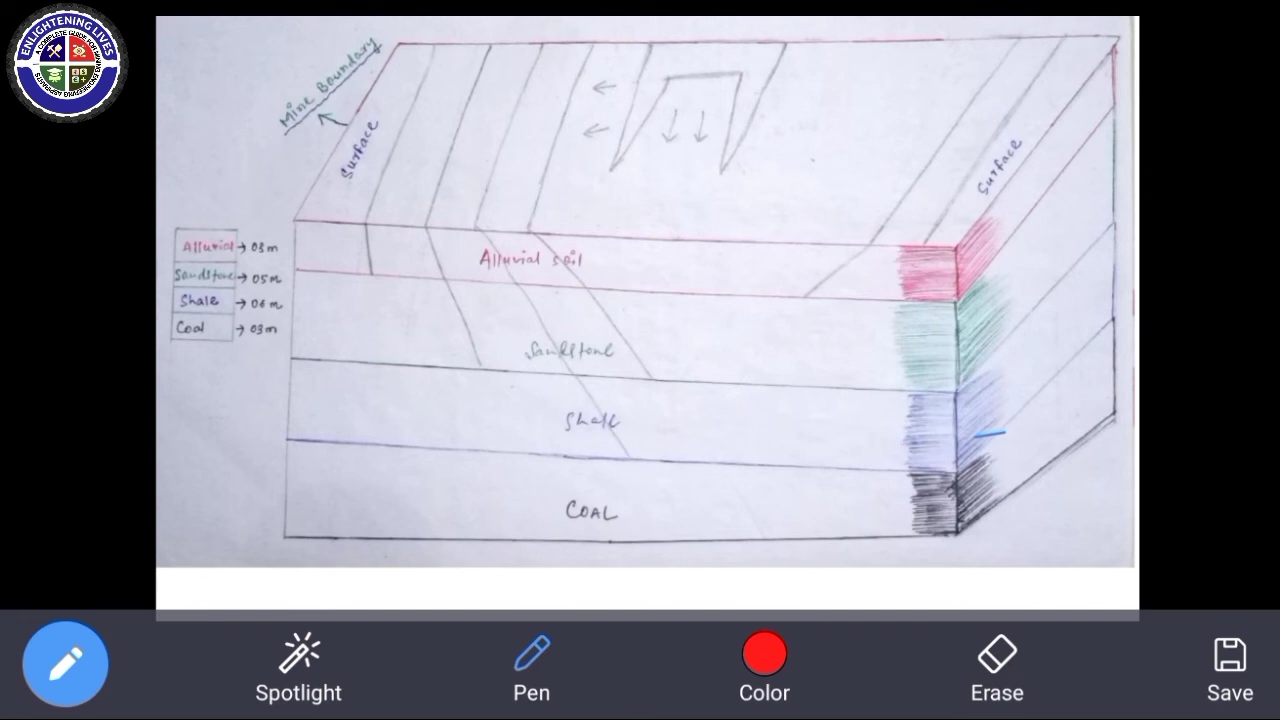 ENLIGHTENING LIVES
Mine Boundary
Surface
Surface
Alluvial → 03m
Sandstone → 05m
Shale → 06m
Coal → 03m
Alluvial soil
Sandstone
Shale
COAL
Spotlight
Pen
Color
Erase
Save